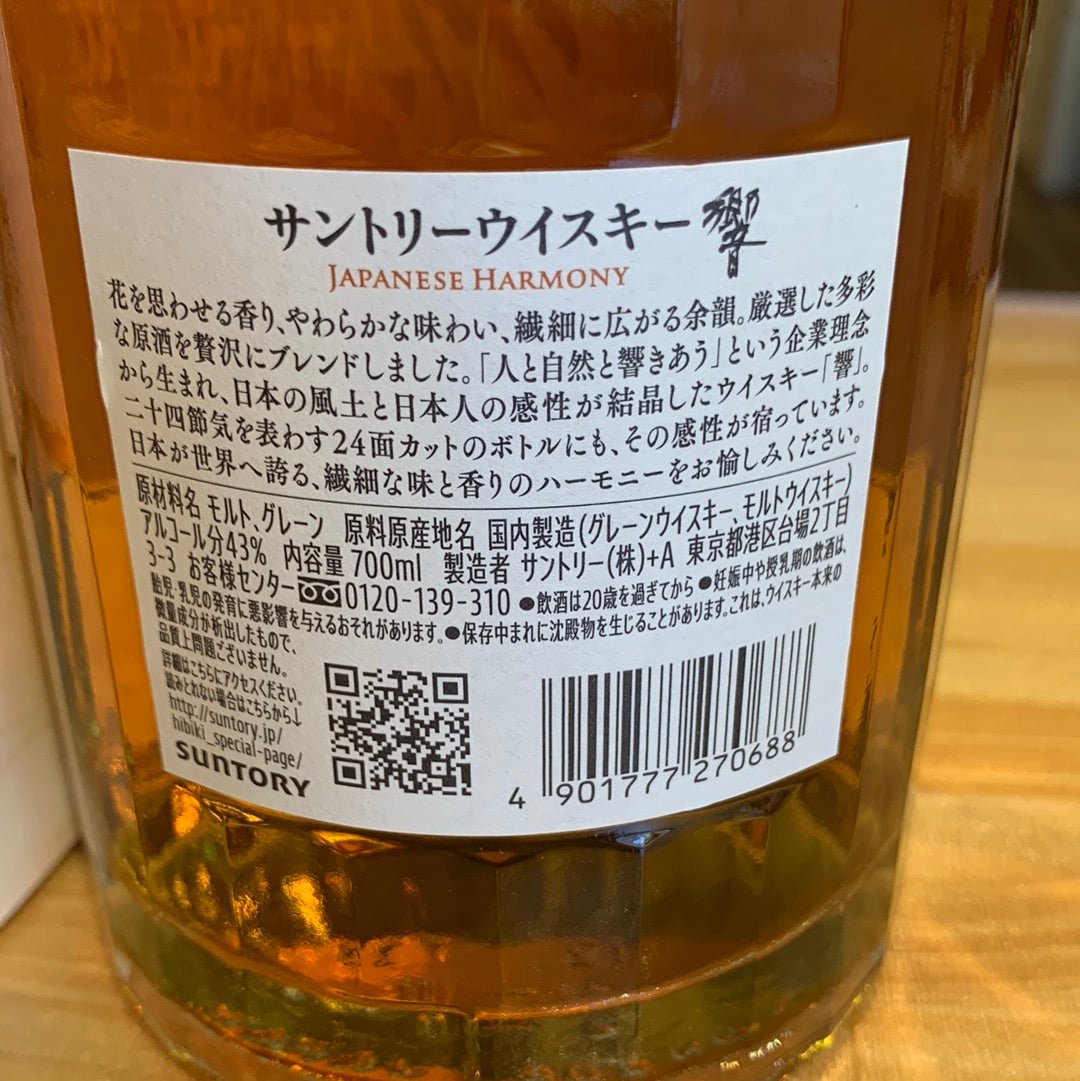 サントリーウイスキー 響
JAPANESE HARMONY
花を思わせる香り、やわらかな味わい、繊細に広がる余韻。厳選した多彩
な原酒を贅沢にブレンドしました。「人と自然と響きあう」という企業理念
から生まれ、日本の風土と日本人の感性が結晶したウイスキー「響」。
二十四節気を表わす24面カットのボトルにも、その感性が宿っています。
日本が世界へ誇る、繊細な味と香りのハーモニーをお愉しみください。
原材料名 モルト、グレーン 原料原産地名 国内製造(グレーンウイスキー、モルトウイスキー)
アルコール分43% 内容量 700ml 製造者 サントリー(株)+A 東京都港区台場2丁目
3-3 お客様センター 0120-139-310 ●飲酒は20歳を過ぎてから ●妊娠中や授乳期の飲酒は、
胎児・乳児の発育に悪影響を与えるおそれがあります。●保存中まれに沈殿物を生じることがあります。これは、ウイスキー本来の
微量成分が析出したもので、
品質上問題ございません。
詳細はこちらにアクセスください。
読みとれない場合はこちらから↓
http://suntory.jp/
hibiki_special-page/
SUNTORY
4 901777 270688